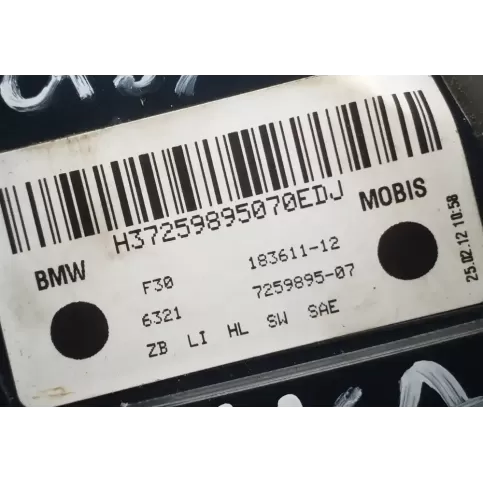 H37259895070EDJ
BMW
MOBIS
F30 183611-12
6321 7259895-07
ZB LI HL SW SAE
25.02.12 10:58